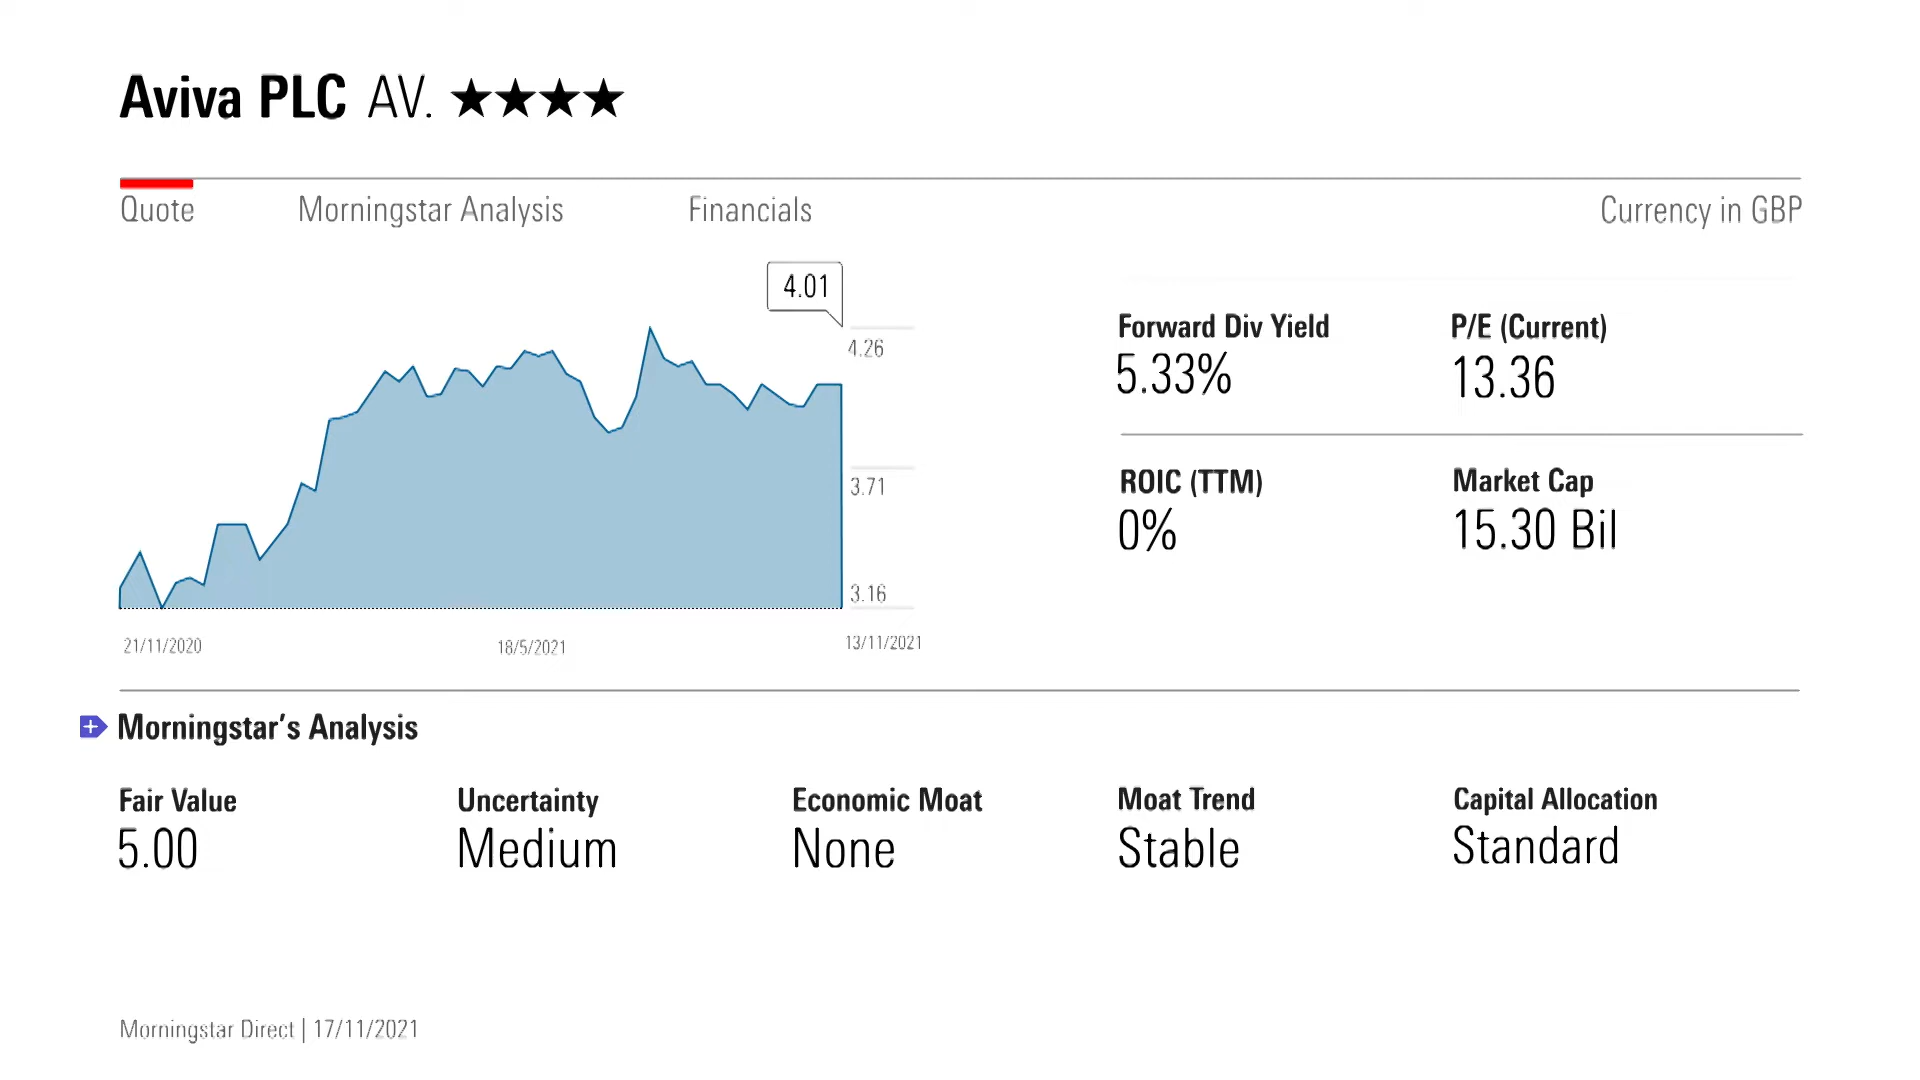 Aviva PLC AV. ★★★★
Quote Morningstar Analysis Financials Currency in GBP
4.01
4.26
3.71
3.16
21/11/2020 18/5/2021 13/11/2021
Forward Div Yield P/E (Current)
5.33% 13.36
ROIC (TTM) Market Cap
0% 15.30 Bil
Morningstar’s Analysis
Fair Value Uncertainty Economic Moat Moat Trend Capital Allocation
5.00 Medium None Stable Standard
Morningstar Direct | 17/11/2021